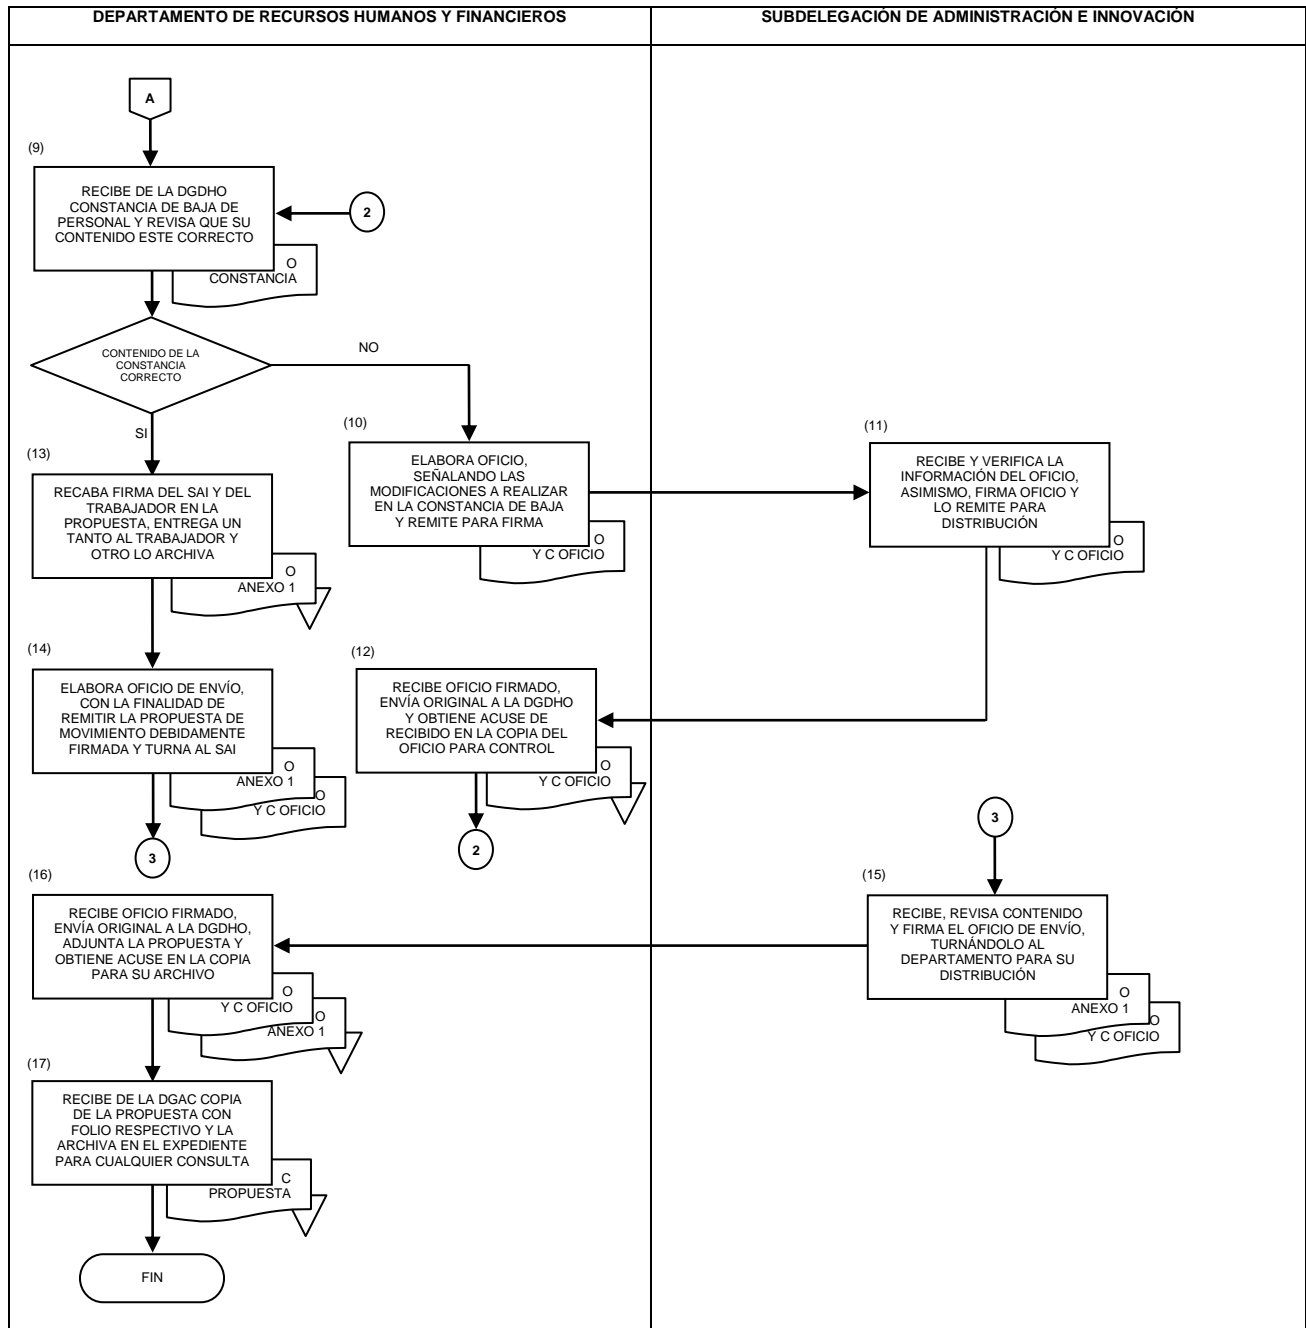 DEPARTAMENTO DE RECURSOS HUMANOS Y FINANCIEROS
SUBDELEGACIÓN DE ADMINISTRACIÓN E INNOVACIÓN
A
(9)
RECIBE DE LA DGDHO
CONSTANCIA DE BAJA DE
PERSONAL Y REVISA QUE SU
CONTENIDO ESTE CORRECTO
2
O
CONSTANCIA
CONTENIDO DE LA
CONSTANCIA
CORRECTO
NO
SI
(10)
ELABORA OFICIO,
SEÑALANDO LAS
MODIFICACIONES A REALIZAR
EN LA CONSTANCIA DE BAJA
Y REMITE PARA FIRMA
O
Y C OFICIO
(11)
RECIBE Y VERIFICA LA
INFORMACIÓN DEL OFICIO,
ASIMISMO, FIRMA OFICIO Y
LO REMITE PARA
DISTRIBUCIÓN
O
Y C OFICIO
(13)
RECABA FIRMA DEL SAI Y DEL
TRABAJADOR EN LA
PROPUESTA, ENTREGA UN
TANTO AL TRABAJADOR Y
OTRO LO ARCHIVA
O
ANEXO 1
(14)
ELABORA OFICIO DE ENVÍO,
CON LA FINALIDAD DE
REMITIR LA PROPUESTA DE
MOVIMIENTO DEBIDAMENTE
FIRMADA Y TURNA AL SAI
O
ANEXO 1
O
Y C OFICIO
3
(12)
RECIBE OFICIO FIRMADO,
ENVÍA ORIGINAL A LA DGDHO
Y OBTIENE ACUSE DE
RECIBIDO EN LA COPIA DEL
OFICIO PARA CONTROL
O
Y C OFICIO
2
3
(15)
RECIBE, REVISA CONTENIDO
Y FIRMA EL OFICIO DE ENVÍO,
TURNÁNDOLO AL
DEPARTAMENTO PARA SU
DISTRIBUCIÓN
O
ANEXO 1
O
Y C OFICIO
(16)
RECIBE OFICIO FIRMADO,
ENVÍA ORIGINAL A LA DGDHO,
ADJUNTA LA PROPUESTA Y
OBTIENE ACUSE EN LA COPIA
PARA SU ARCHIVO
O
Y C OFICIO
O
ANEXO 1
(17)
RECIBE DE LA DGAC COPIA
DE LA PROPUESTA CON
FOLIO RESPECTIVO Y LA
ARCHIVA EN EL EXPEDIENTE
PARA CUALQUIER CONSULTA
C
PROPUESTA
FIN